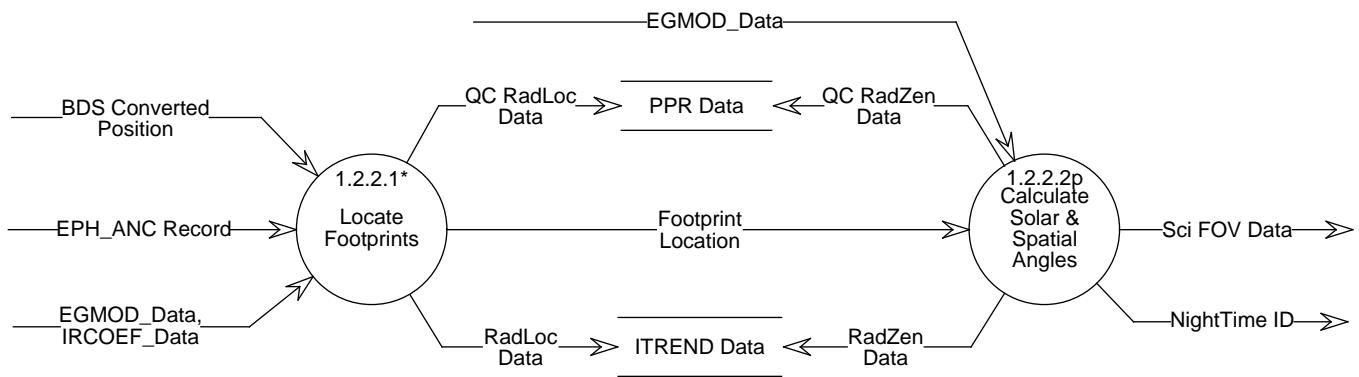 EGMOD_Data
BDS Converted
Position
QC RadLoc
Data
PPR Data
QC RadZen
Data
1.2.2.1*
Locate
Footprints
1.2.2.2p
Calculate
Solar &
Spatial
Angles
EPH_ANC Record
Footprint
Location
Sci FOV Data
EGMOD_Data,
IRCOEF_Data
RadLoc
Data
ITREND Data
RadZen
Data
NightTime ID